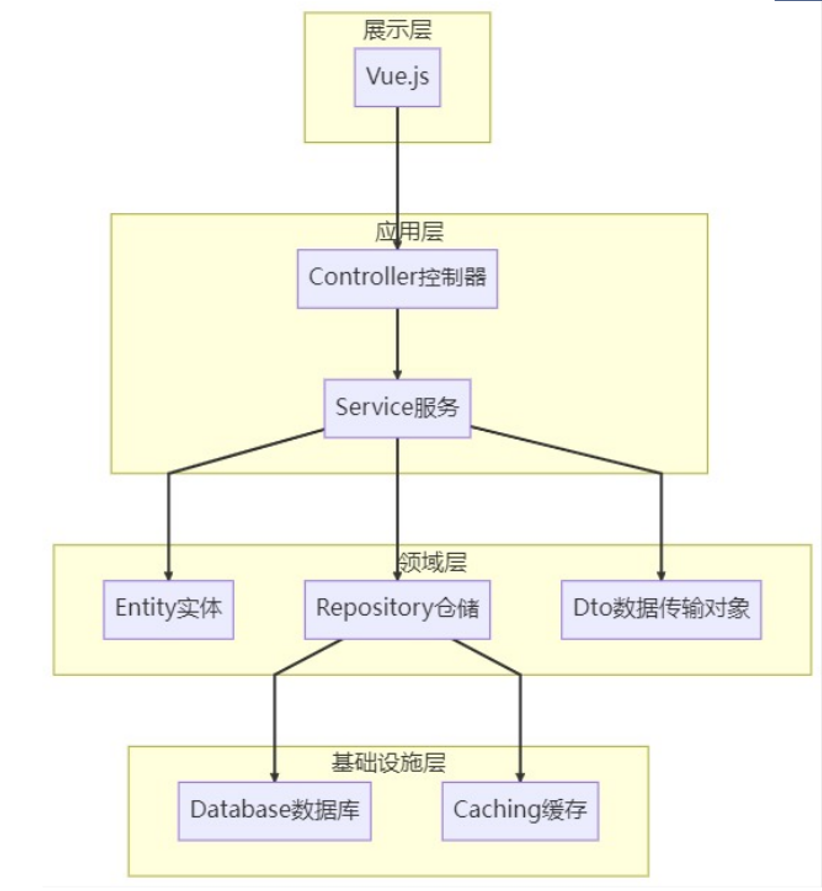 展示层
Vue.js
应用层
Controller控制器
Service服务
领域层
Entity实体
Repository仓储
Dto数据传输对象
基础设施层
Database数据库
Caching缓存